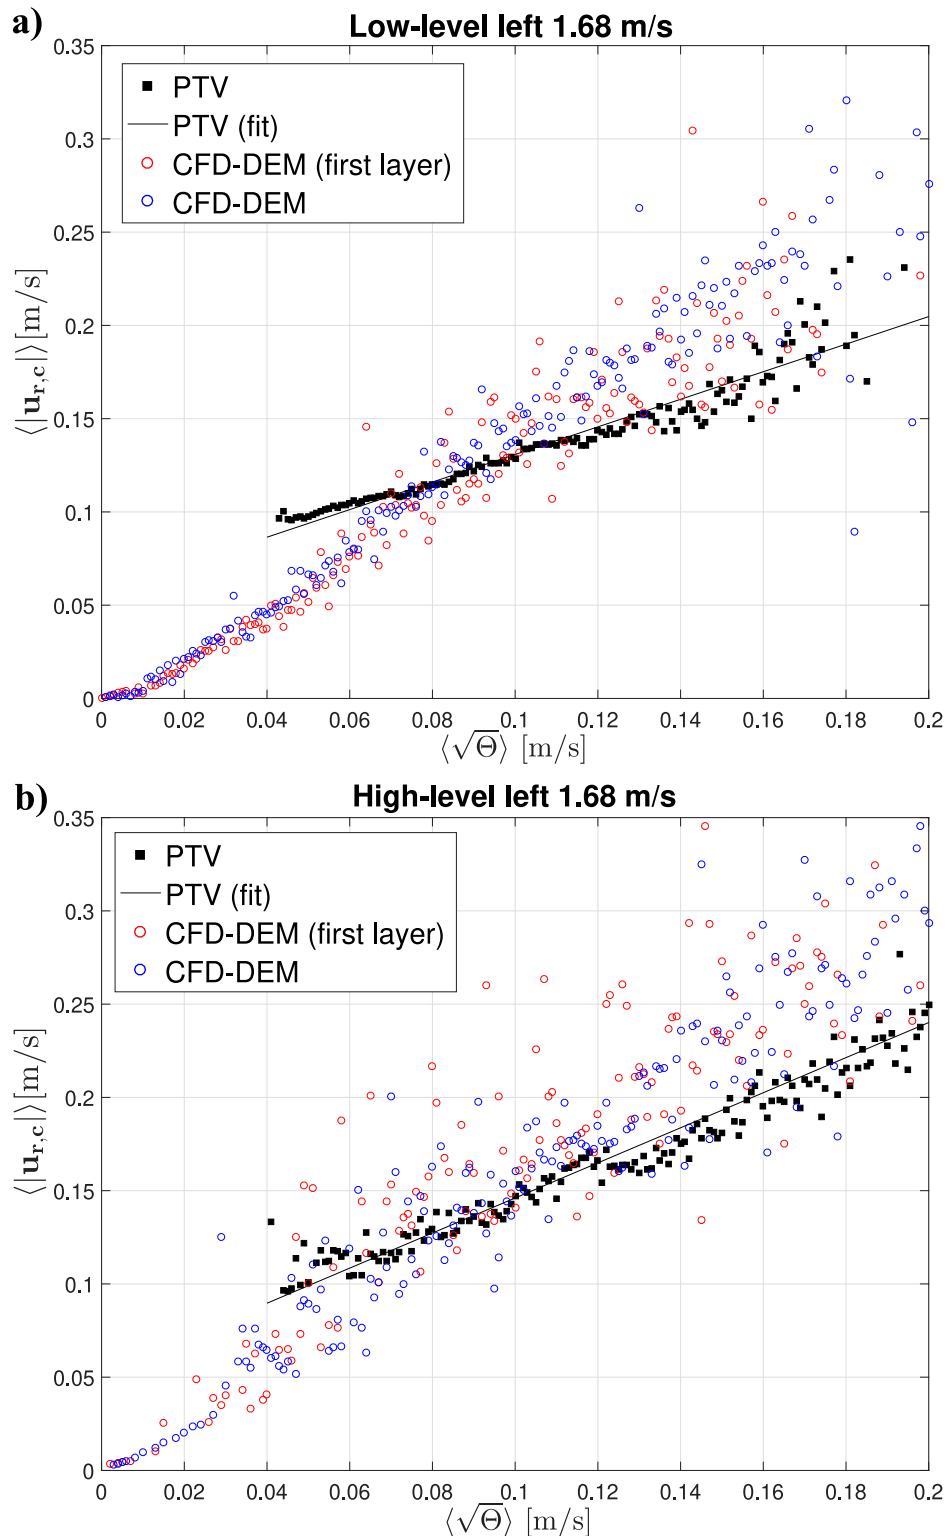 a)
Low-level left 1.68 m/s
0.35
0.3
0.25
0.2
0.15
0.1
0.05
0
PTV
PTV (fit)
CFD-DEM (first layer)
CFD-DEM
⟨|u_{r,c}|⟩[m/s]
0 0.02 0.04 0.06 0.08 0.1 0.12 0.14 0.16 0.18 0.2
⟨√Θ⟩ [m/s]
b)
High-level left 1.68 m/s
0.35
0.3
0.25
0.2
0.15
0.1
0.05
0
PTV
PTV (fit)
CFD-DEM (first layer)
CFD-DEM
⟨|u_{r,c}|⟩[m/s]
0 0.02 0.04 0.06 0.08 0.1 0.12 0.14 0.16 0.18 0.2
⟨√Θ⟩ [m/s]